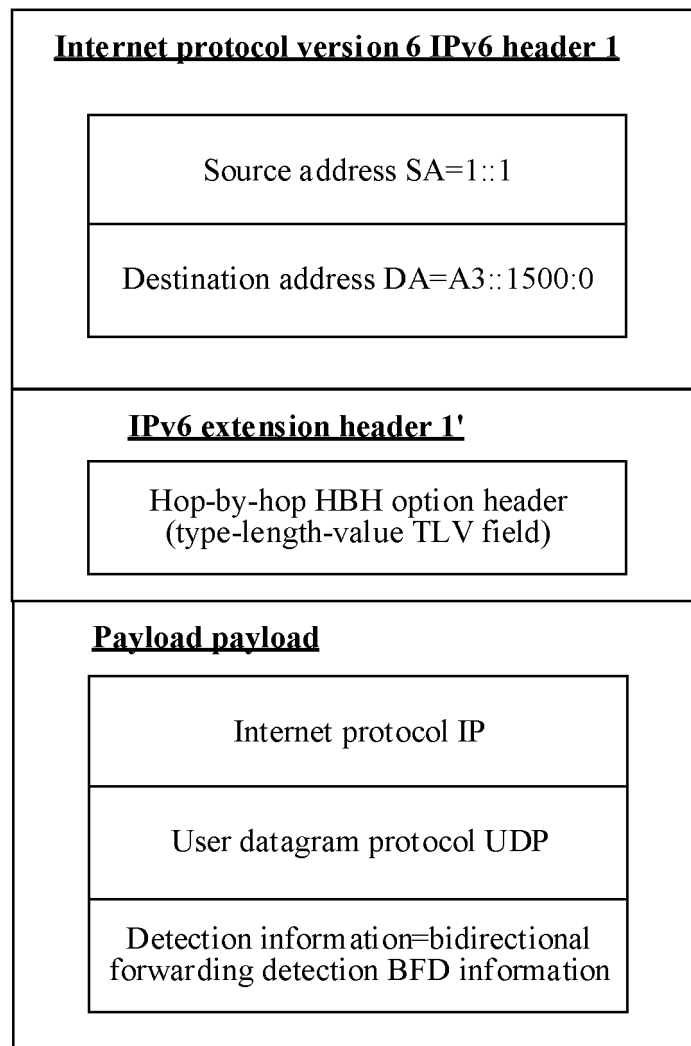 Internet protocol version 6 IPv6 header 1
Source address SA=1::1
Destination address DA=A3::1500:0
IPv6 extension header 1'
Hop-by-hop HBH option header
(type-length-value TLV field)
Payload payload
Internet protocol IP
User datagram protocol UDP
Detection information=bidirectional
forwarding detection BFD information